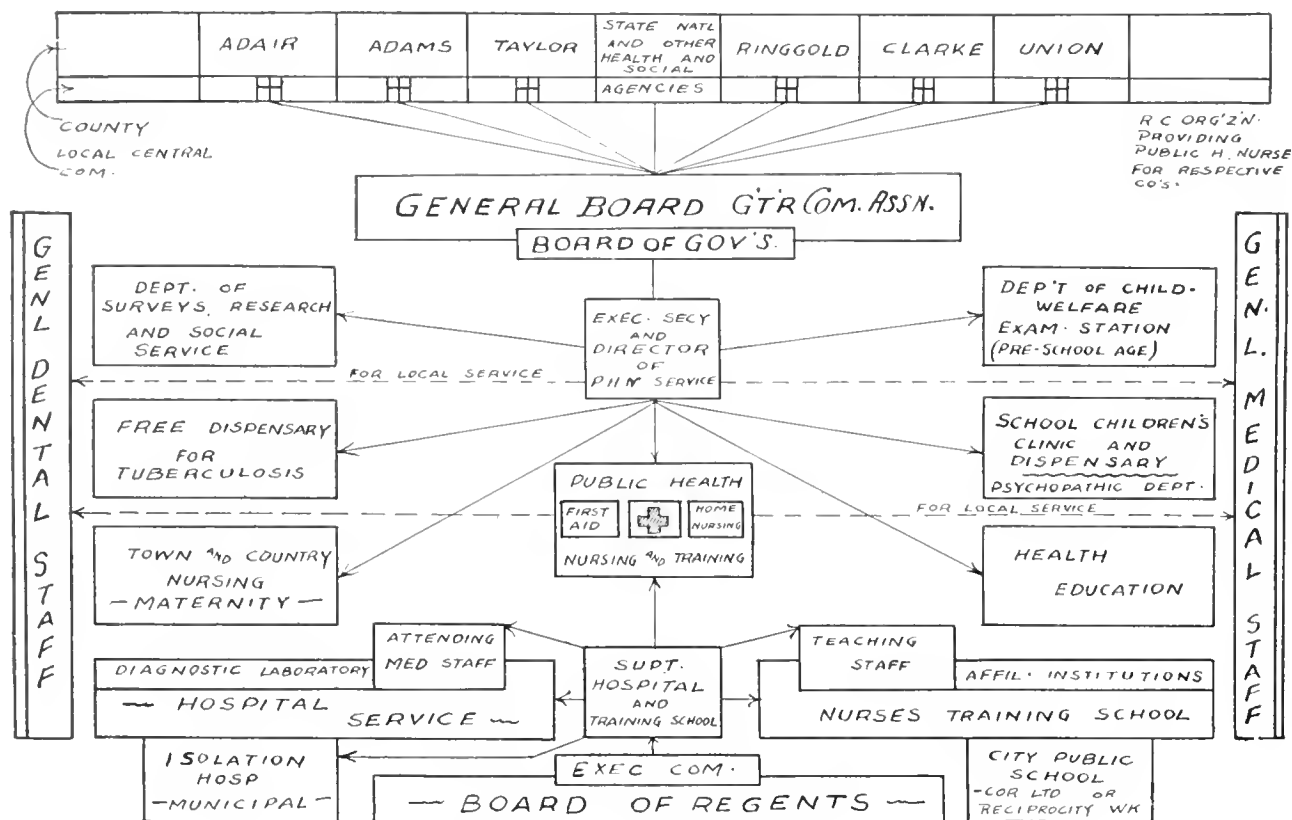 ADAIR
ADAMS
TAYLOR
STATE NATL
AND OTHER
HEALTH AND
SOCIAL
AGENCIES
RINGGOLD
CLARKE
UNION
COUNTY
LOCAL CENTRAL
COM.
R C ORG'Z'N.
PROVIDING
PUBLIC H. NURSE
FOR RESPECTIVE
CO'S.
GENERAL BOARD GT'R COM. ASSN.
BOARD OF GOV'S.
GENL DENTAL STAFF
DEPT. OF
SURVEYS, RESEARCH
AND SOCIAL
SERVICE
EXEC. SECY
AND
DIRECTOR
OF
PHN SERVICE
DEP'T OF CHILD-
WELFARE
EXAM. STATION
(PRE-SCHOOL AGE)
GEN.L. MEDICAL STAFF
FOR LOCAL SERVICE
FREE DISPENSARY
FOR
TUBERCULOSIS
SCHOOL CHILDREN'S
CLINIC AND
DISPENSARY
PSYCHOPATHIC DEPT.
PUBLIC HEALTH
FIRST
AID
HOME
NURSING
NURSING AND TRAINING
FOR LOCAL SERVICE
TOWN AND COUNTRY
NURSING
— MATERNITY —
HEALTH
EDUCATION
ATTENDING
MED STAFF
TEACHING
STAFF
DIAGNOSTIC LABORATORY
— HOSPITAL
SERVICE —
SUPT.
HOSPITAL
AND
TRAINING SCHOOL
AFFIL. INSTITUTIONS
NURSES TRAINING SCHOOL
ISOLATION
HOSP
— MUNICIPAL —
EXEC COM.
— BOARD OF REGENTS —
CITY PUBLIC
SCHOOL
- COR LTD OR
RECIPROCITY WK